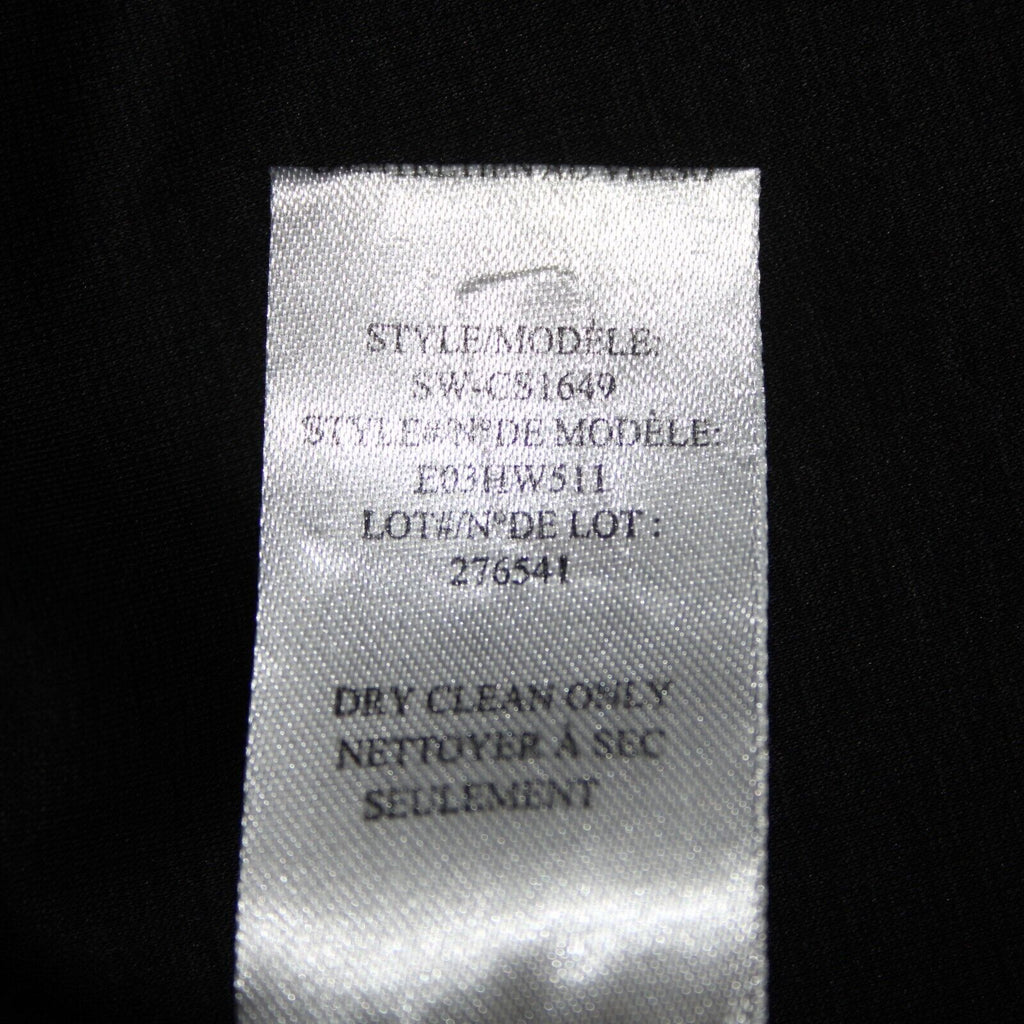 STYLE/MODÈLE:
SW-CS1649
STYLE#/N°DE MODÈLE:
E03HW511
LOT#/N°DE LOT :
276541
DRY CLEAN ONLY
NETTOYER À SEC
SEULEMENT